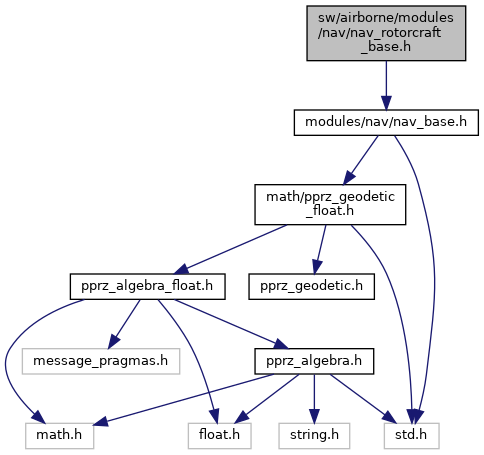 sw/airborne/modules
/nav/nav_rotorcraft
_base.h
modules/nav/nav_base.h
math/pprz_geodetic
_float.h
pprz_algebra_float.h
pprz_geodetic.h
message_pragmas.h
pprz_algebra.h
math.h
float.h
string.h
std.h